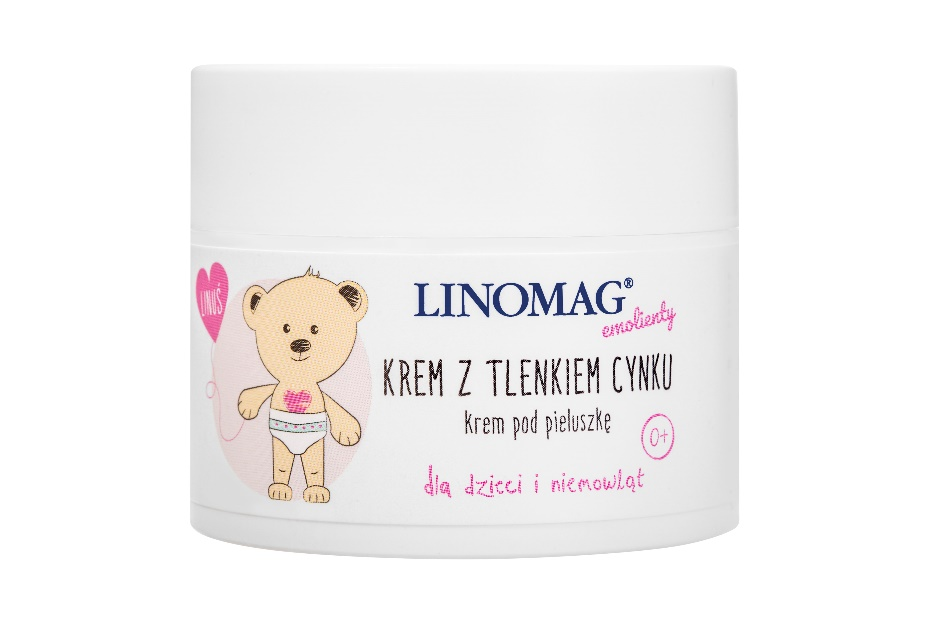 LINUŚ
LINOMAG®
emolienty
KREM Z TLENKIEM CYNKU
Krem pod pieluszkę
0+
dla dzieci i niemowląt